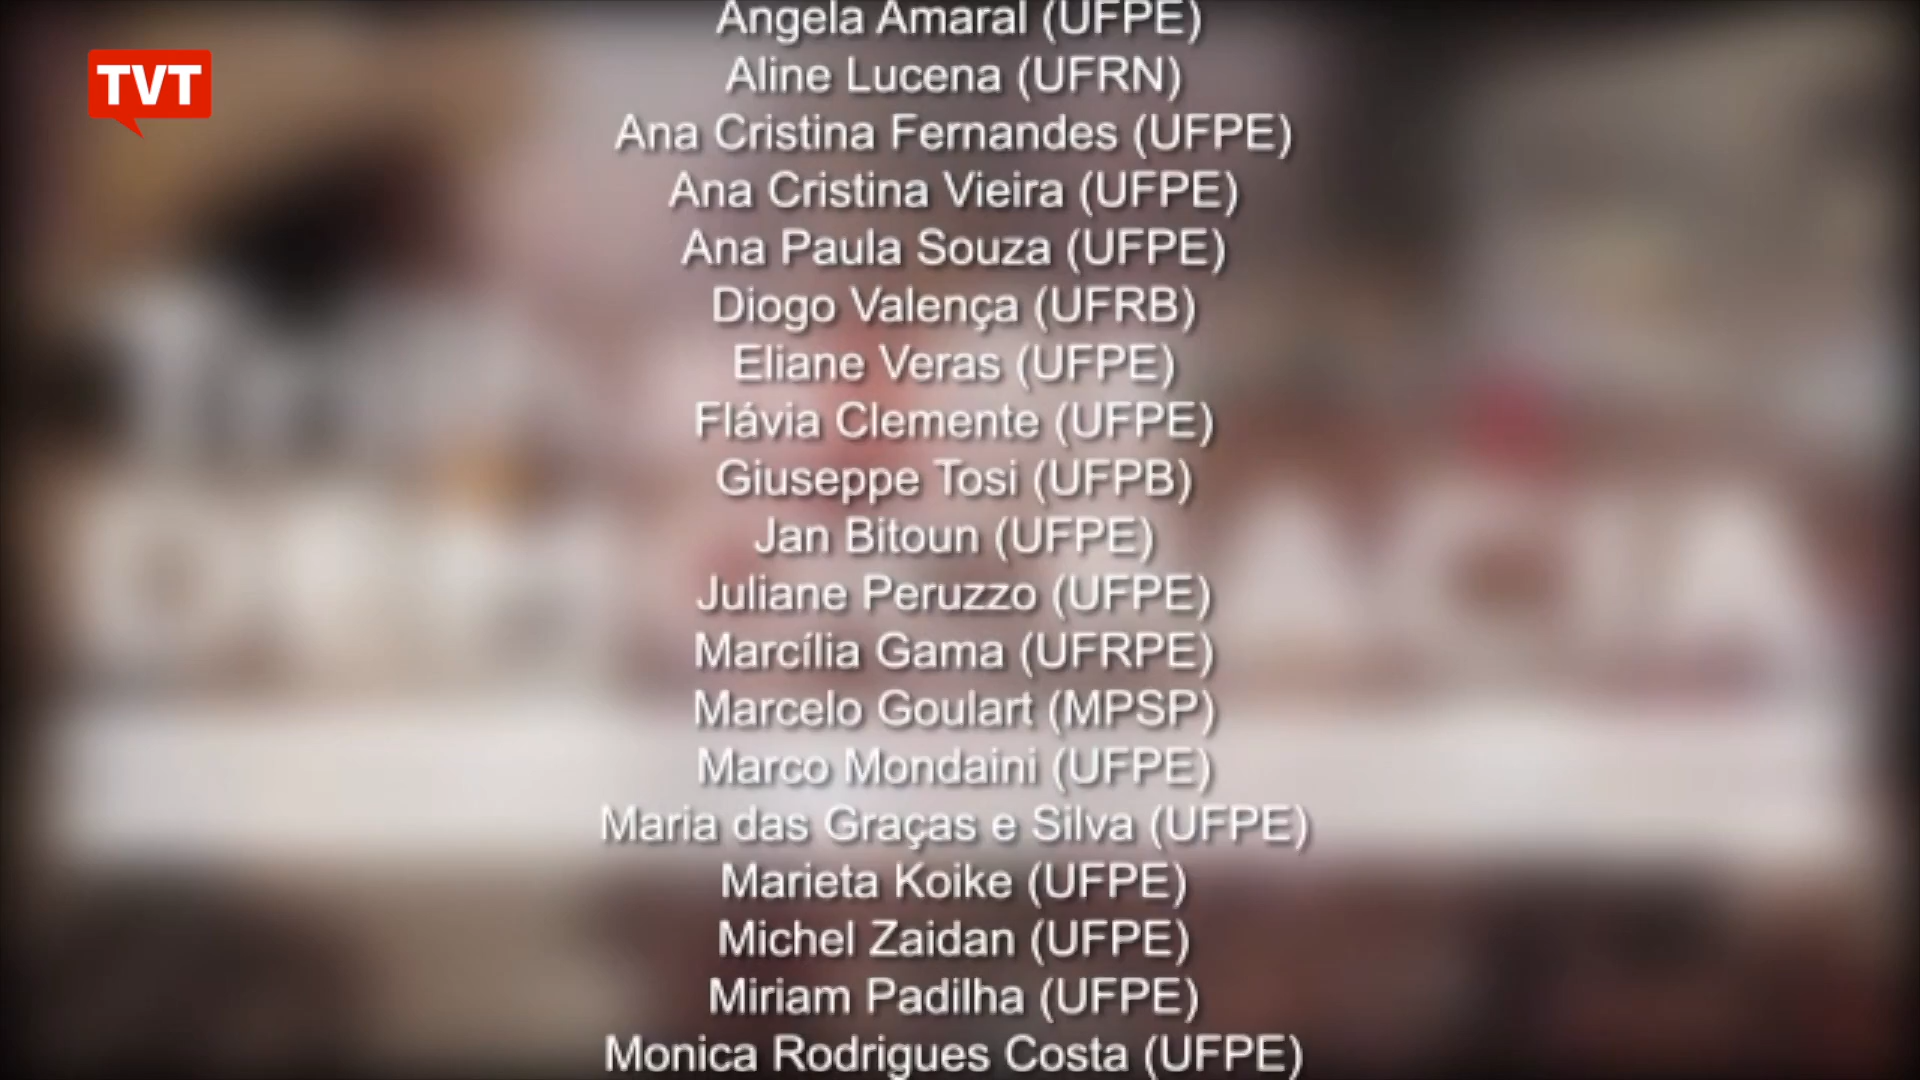 TVT
Angela Amaral (UFPE)
Aline Lucena (UFRN)
Ana Cristina Fernandes (UFPE)
Ana Cristina Vieira (UFPE)
Ana Paula Souza (UFPE)
Diogo Valença (UFRB)
Eliane Veras (UFPE)
Flávia Clemente (UFPE)
Giuseppe Tosi (UFPB)
Jan Bitoun (UFPE)
Juliane Peruzzo (UFPE)
Marcília Gama (UFRPE)
Marcelo Goulart (MPSP)
Marco Mondaini (UFPE)
Maria das Graças e Silva (UFPE)
Marieta Koike (UFPE)
Michel Zaidan (UFPE)
Miriam Padilha (UFPE)
Monica Rodrigues Costa (UFPE)